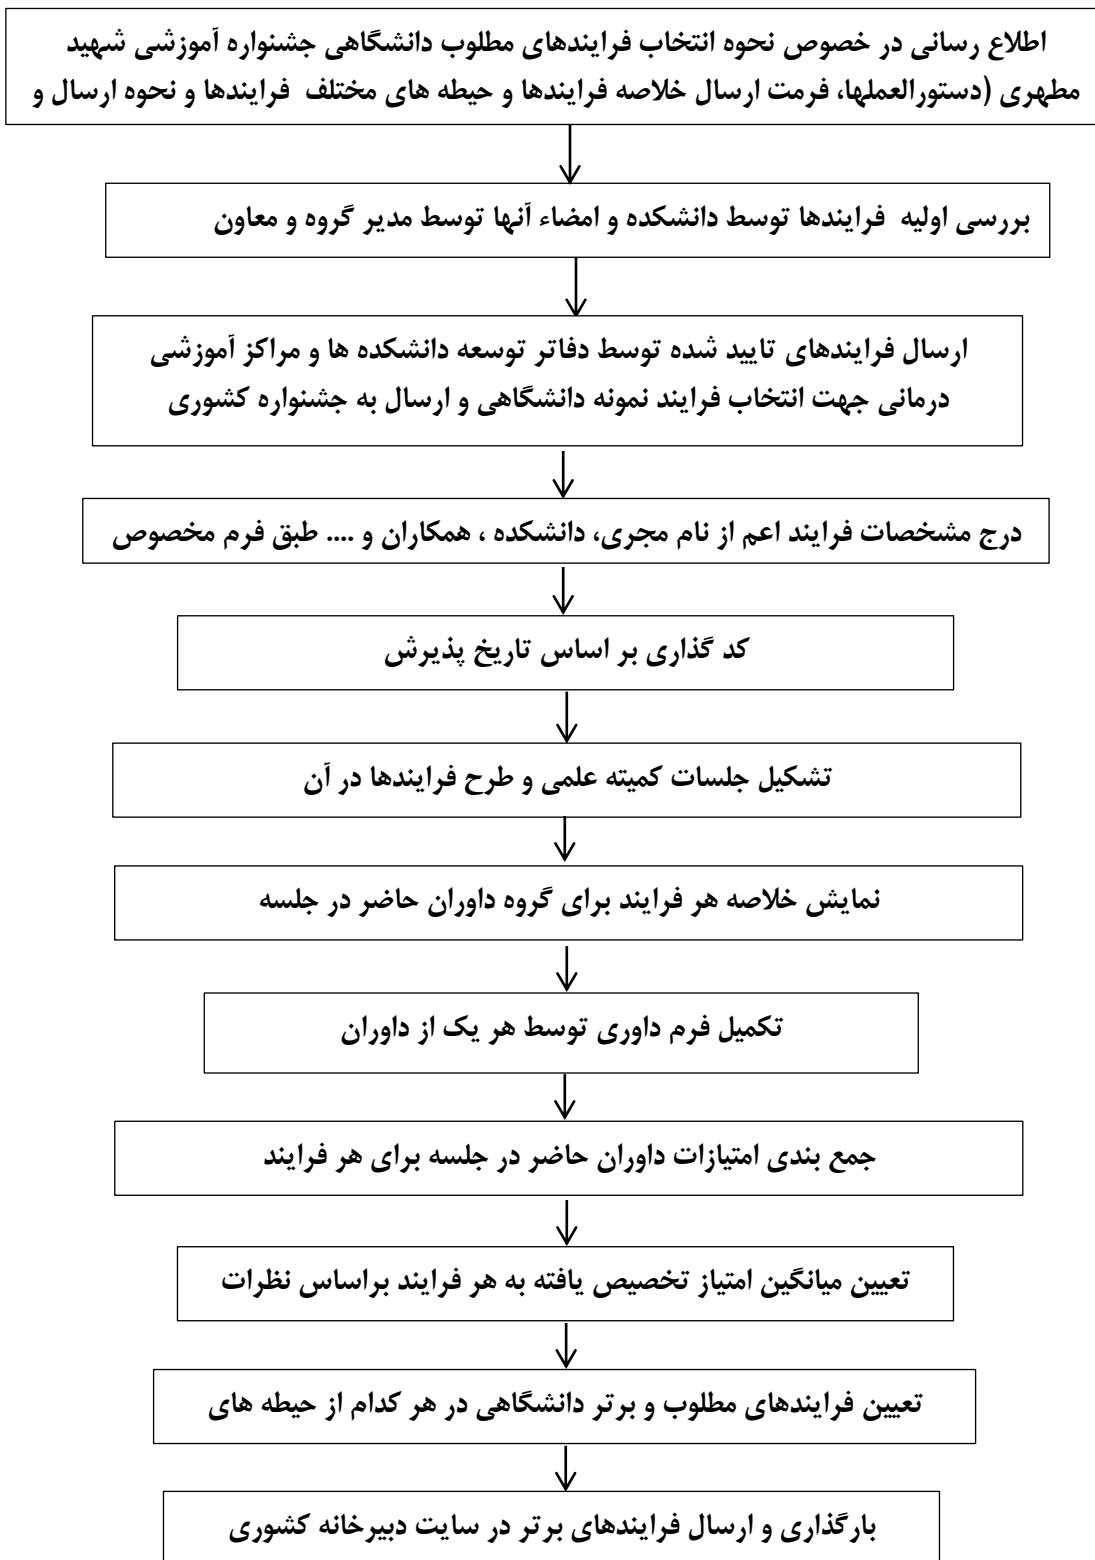 اطلاع رسانی در خصوص نحوه انتخاب فرایندهای مطلوب دانشگاهی جشنواره آموزشی شهید
مطهری (دستورالعملها، فرمت ارسال خلاصه فرایندها و حیطه های مختلف فرایندها و نحوه ارسال و
بررسی اولیه فرایندها توسط دانشکده و امضاء آنها توسط مدیر گروه و معاون
ارسال فرایندهای تایید شده توسط دفاتر توسعه دانشکده ها و مراکز آموزشی
درمانی جهت انتخاب فرایند نمونه دانشگاهی و ارسال به جشنواره کشوری
درج مشخصات فرایند اعم از نام مجری، دانشکده ، همکاران و .... طبق فرم مخصوص
کد گذاری بر اساس تاریخ پذیرش
تشکیل جلسات کمیته علمی و طرح فرایندها در آن
نمایش خلاصه هر فرایند برای گروه داوران حاضر در جلسه
تکمیل فرم داوری توسط هر یک از داوران
جمع بندی امتیازات داوران حاضر در جلسه برای هر فرایند
تعیین میانگین امتیاز تخصیص یافته به هر فرایند براساس نظرات
تعیین فرایندهای مطلوب و برتر دانشگاهی در هر کدام از حیطه های
بارگذاری و ارسال فرایندهای برتر در سایت دبیرخانه کشوری